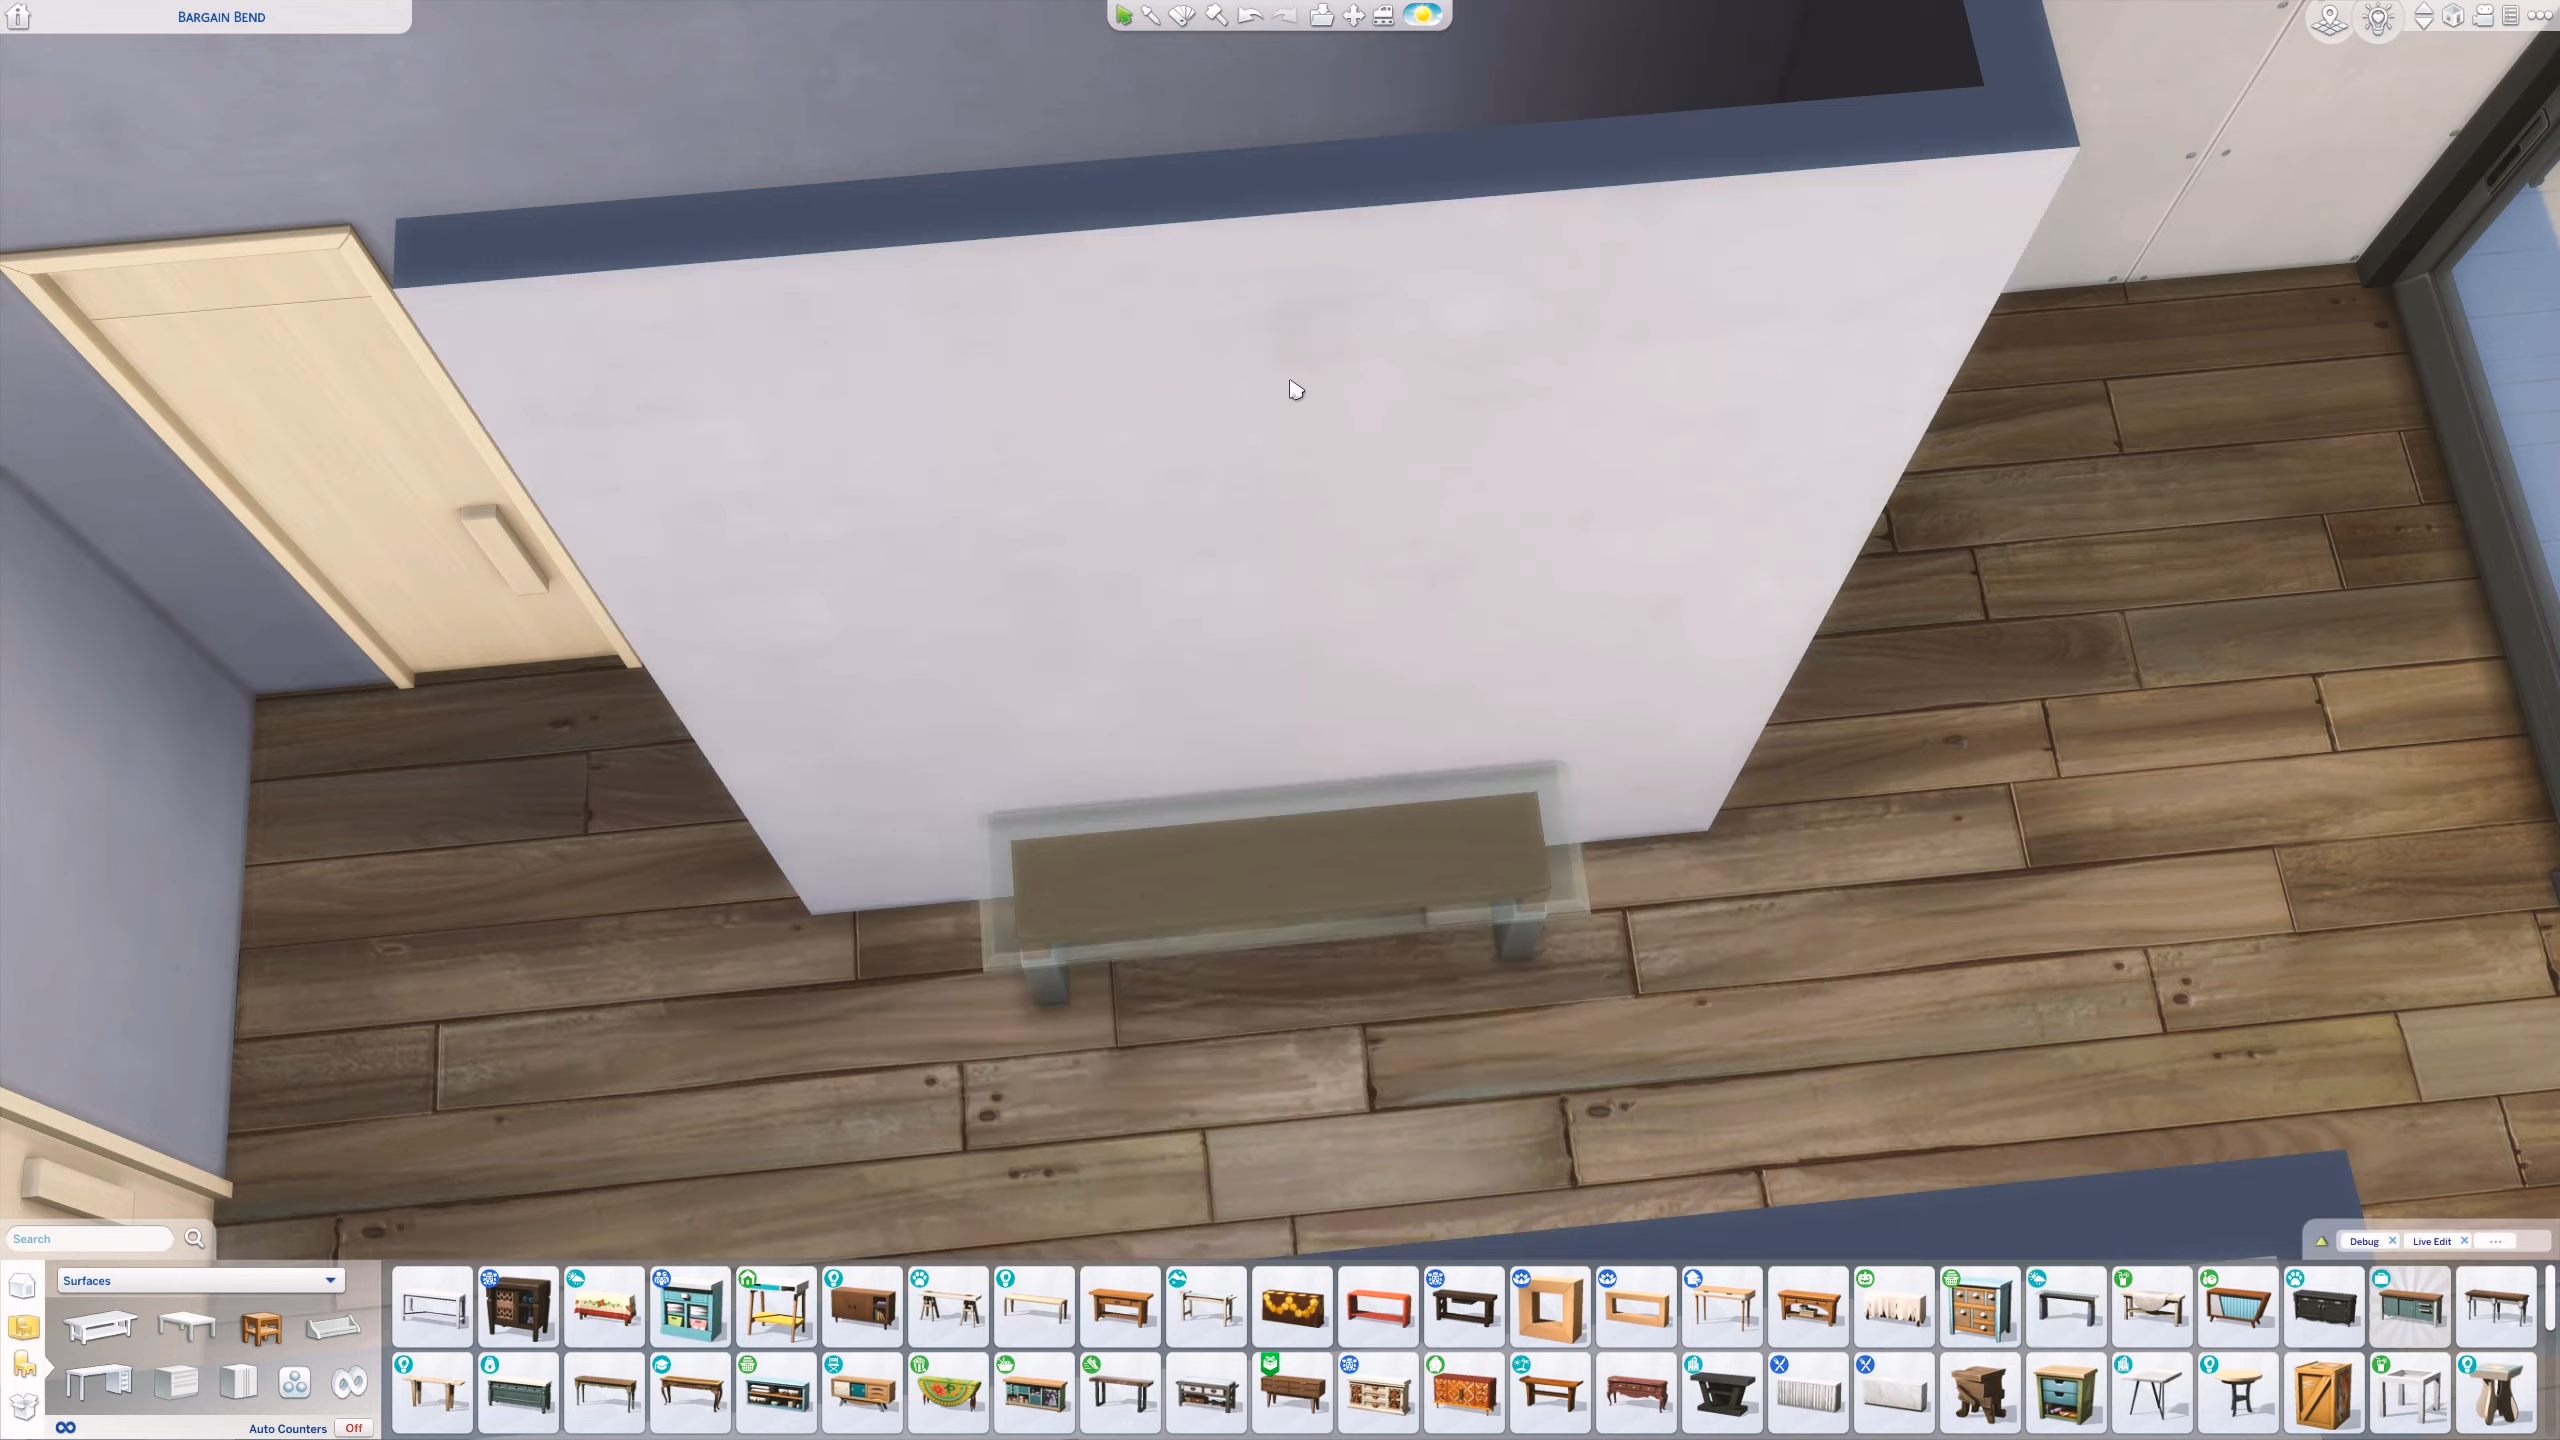 BARGAIN BEND
Search
Debug
Live Edit
...
Surfaces
Auto Counters
Off